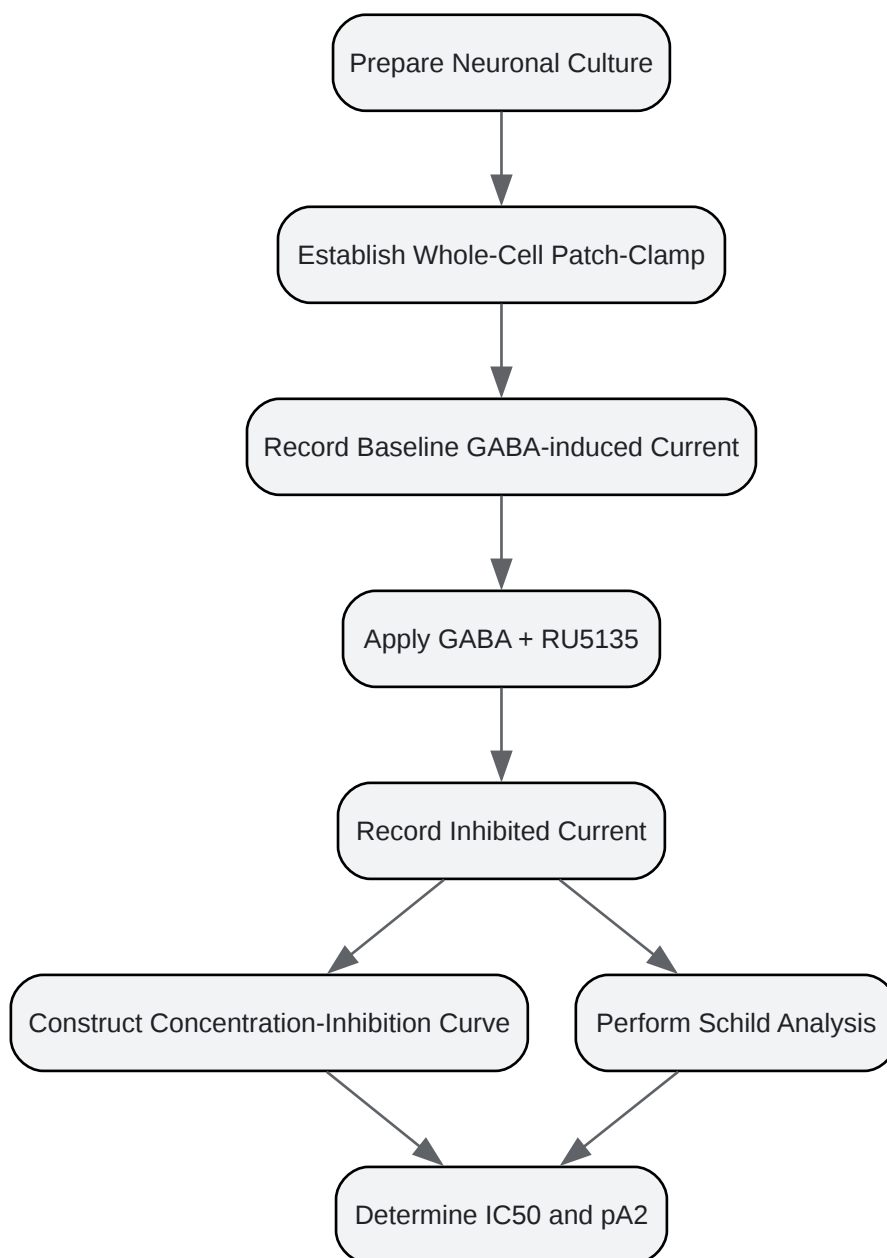 Prepare Neuronal Culture
Establish Whole-Cell Patch-Clamp
Record Baseline GABA-induced Current
Apply GABA + RU5135
Record Inhibited Current
Construct Concentration-Inhibition Curve
Perform Schild Analysis
Determine IC50 and pA2